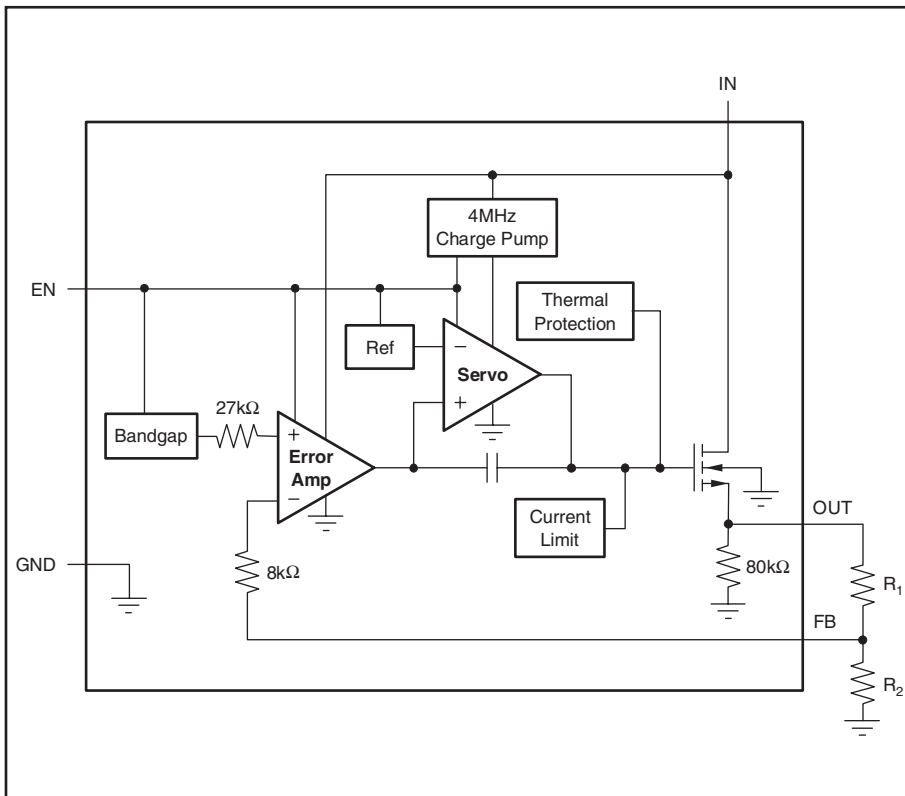 IN
4MHz
Charge Pump
EN
Thermal
Protection
Ref
−
Servo
+
27kΩ
Bandgap
+
Error
Amp
−
Current
Limit
OUT
GND
8kΩ
80kΩ
R1
FB
R2